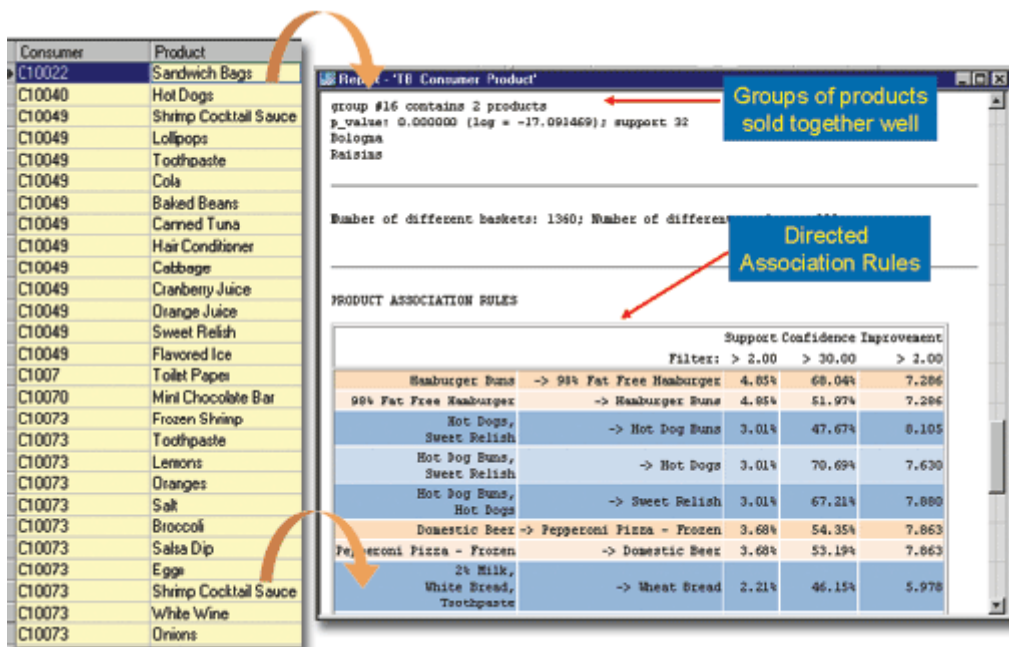 Consumer Product
C10022 Sandwich Bags
C10040 Hot Dogs
C10049 Shrimp Cocktail Sauce
C10049 Lollipops
C10049 Toothpaste
C10049 Cola
C10049 Baked Beans
C10049 Canned Tuna
C10049 Hair Conditioner
C10049 Cabbage
C10049 Cranberry Juice
C10049 Orange Juice
C10049 Sweet Relish
C10049 Flavored Ice
C1007 Toilet Paper
C10070 Mint Chocolate Bar
C10073 Frozen Shrimp
C10073 Toothpaste
C10073 Lemons
C10073 Oranges
C10073 Salt
C10073 Broccoli
C10073 Salsa Dip
C10073 Eggs
C10073 Shrimp Cocktail Sauce
C10073 White Wine
C10073 Onions
Report - 'TB Consumer Product'
group #16 contains 2 products
p_value: 0.000000 (log = -17.091469); support 32
Bologna
Raisins
Groups of products
sold together well
Number of different baskets: 1360; Number of different
Directed
Association Rules
PRODUCT ASSOCIATION RULES
Support Confidence Improvement
Filter: > 2.00 > 30.00 > 2.00
Hamburger Buns -> 98% Fat Free Hamburger 4.85% 68.04% 7.286
98% Fat Free Hamburger -> Hamburger Buns 4.85% 51.97% 7.286
Hot Dogs,
Sweet Relish -> Hot Dog Buns 3.01% 47.67% 8.105
Hot Dog Buns,
Sweet Relish -> Hot Dogs 3.01% 70.69% 7.630
Hot Dog Buns,
Hot Dogs -> Sweet Relish 3.01% 67.21% 7.880
Domestic Beer -> Pepperoni Pizza - Frozen 3.68% 54.35% 7.863
Pepperoni Pizza - Frozen -> Domestic Beer 3.68% 53.19% 7.863
2% Milk,
White Bread,
Toothpaste -> Wheat Bread 2.21% 46.15% 5.978